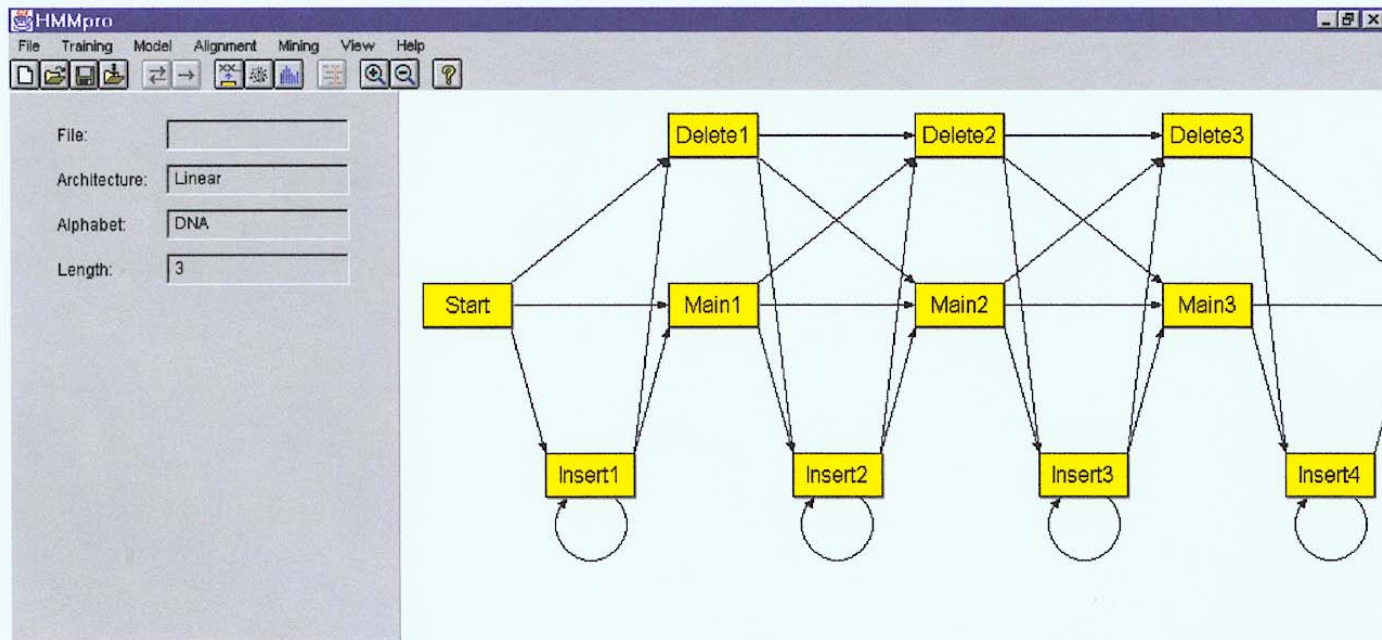 HMMpro
File Training Model Alignment Mining View Help
File:
Architecture: Linear
Alphabet: DNA
Length: 3
Delete1 Delete2 Delete3
Start Main1 Main2 Main3
Insert1 Insert2 Insert3 Insert4